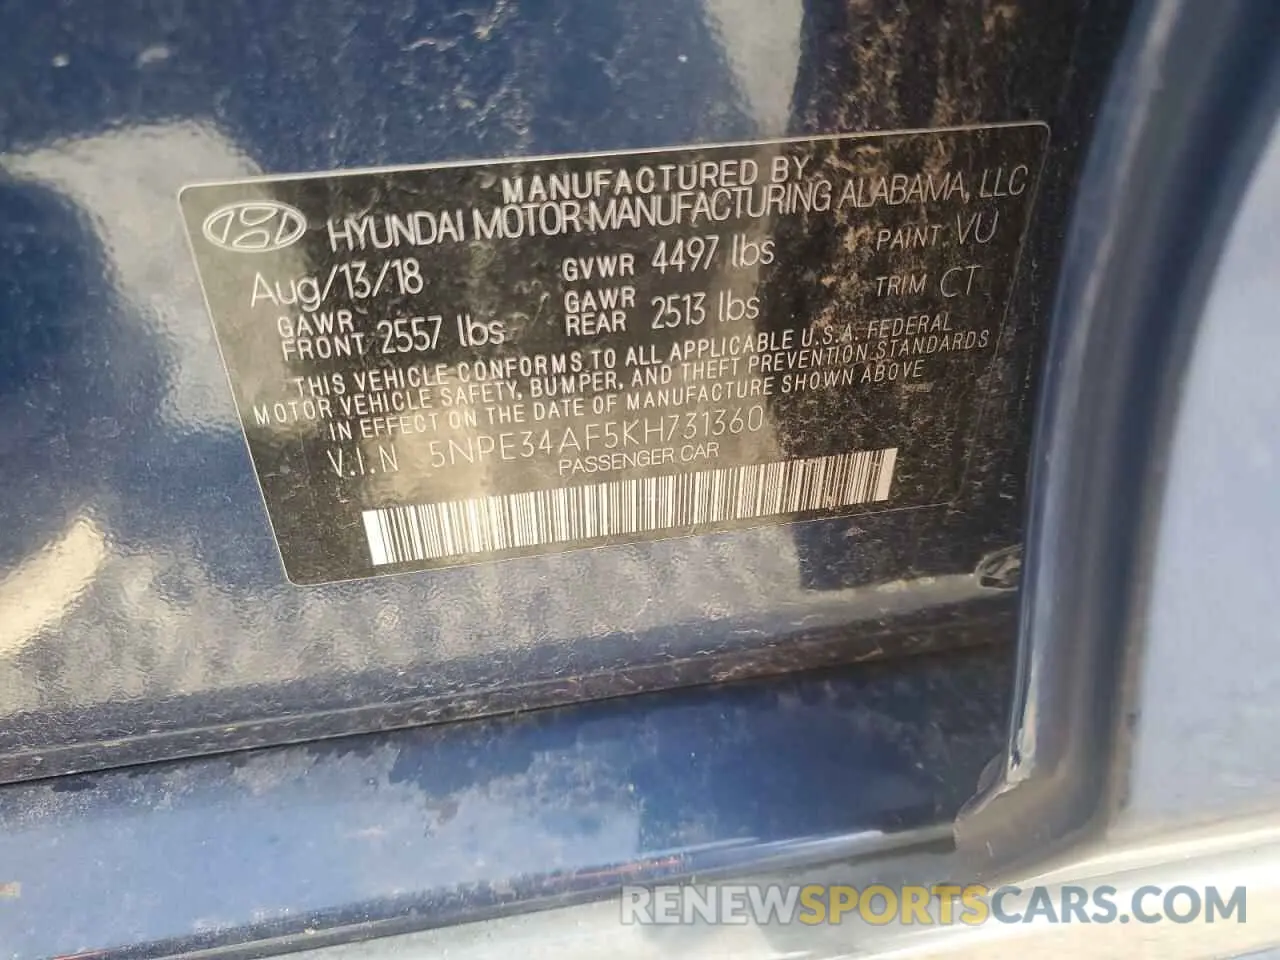 MANUFACTURED BY
HYUNDAI MOTOR MANUFACTURING ALABAMA, LLC
Aug/13/18 GVWR 4497 lbs PAINT VU
GAWR FRONT 2557 lbs GAWR REAR 2513 lbs TRIM CT
THIS VEHICLE CONFORMS TO ALL APPLICABLE U.S.A. FEDERAL
MOTOR VEHICLE SAFETY, BUMPER, AND THEFT PREVENTION STANDARDS
IN EFFECT ON THE DATE OF MANUFACTURE SHOWN ABOVE
V.I.N 5NPE34AF5KH731360
PASSENGER CAR
RENEWSPORTSCARS.COM